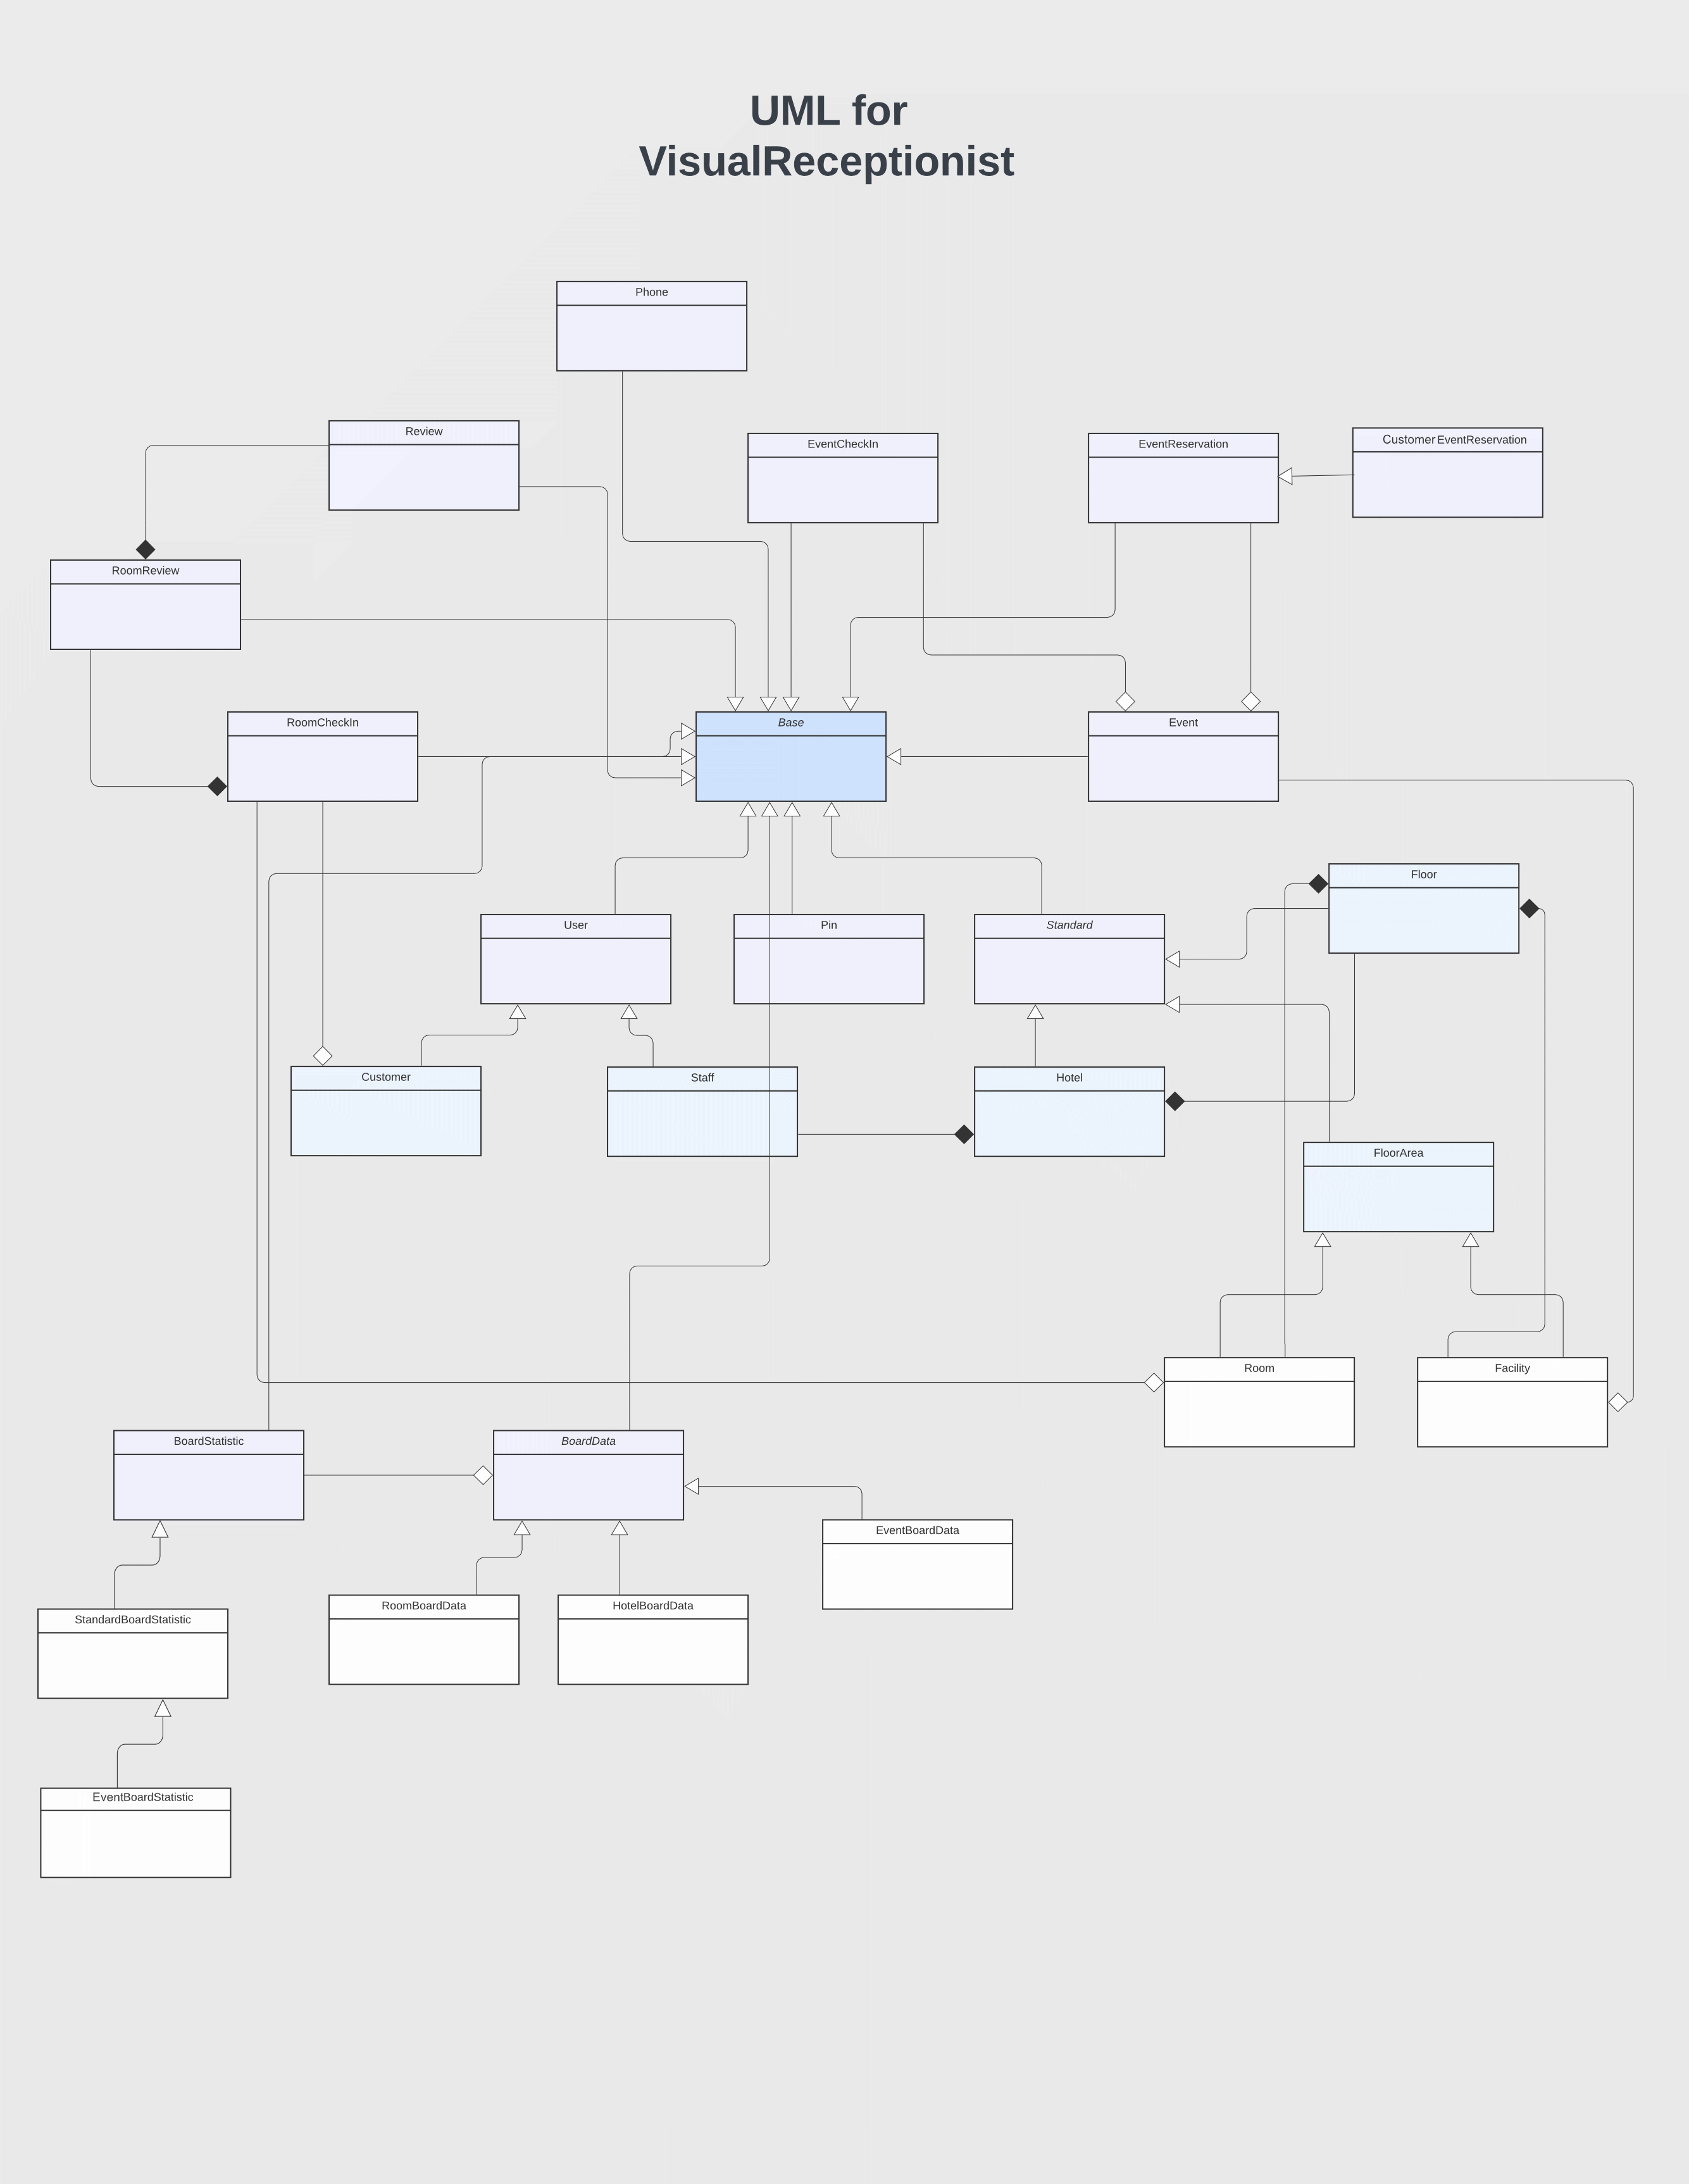 UML for
VisualReceptionist
Phone
Review
EventCheckIn
EventReservation
Customer EventReservation
RoomReview
RoomCheckIn
Base
Event
Floor
User
Pin
Standard
Customer
Staff
Hotel
FloorArea
Room
Facility
BoardStatistic
BoardData
EventBoardData
RoomBoardData
HotelBoardData
StandardBoardStatistic
EventBoardStatistic